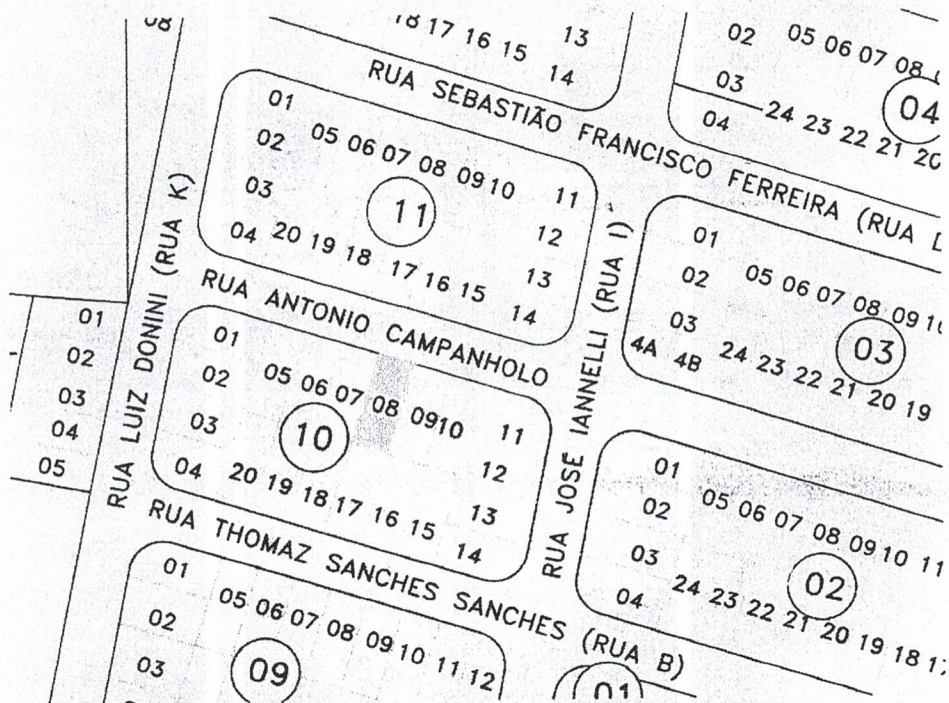 08
18 17 16 15
13
14
02
05 06 07 08
03
04
04
24 23 22 21 20
RUA SEBASTIÃO FRANCISCO FERREIRA (RUA
01
02
03
04
05 06 07 08 09 10
11
11
12
13
14
20 19 18 17 16 15
RUA LUIZ DONINI (RUA K)
RUA ANTONIO CAMPANHOLO
RUA JOSÉ IANNELLI (RUA I)
01
02
03
4A 4B
05 06 07 08 09
03
24 23 22 21 20 19
01
02
03
04
05
01
02
03
04
05 06 07 08 09 10
10
11
12
13
14
20 19 18 17 16 15
01
02
03
04
05 06 07 08 09 10 11
02
24 23 22 21 20 19 18
RUA THOMAZ SANCHES SANCHES (RUA B)
01
02
03
05 06 07 08 09 10 11 12
09
01